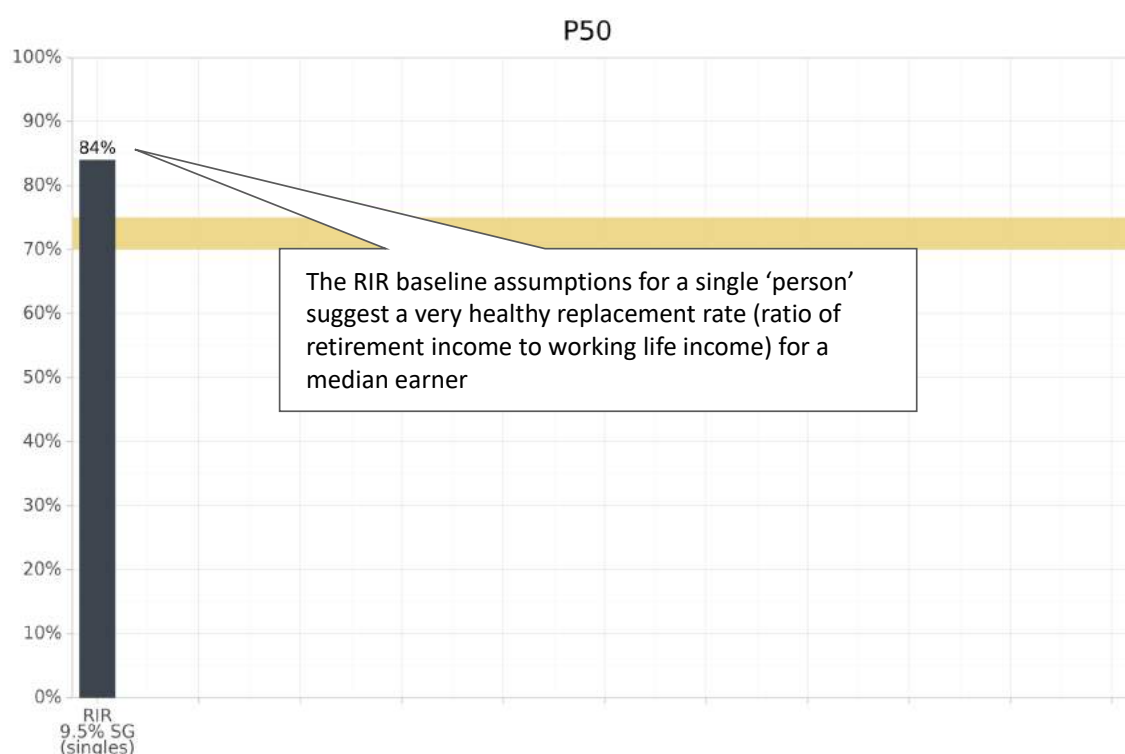 P50
100%
90%
84%
80%
70%
The RIR baseline assumptions for a single ‘person’
suggest a very healthy replacement rate (ratio of
retirement income to working life income) for a
median earner
60%
50%
40%
30%
20%
10%
0%
RIR
9.5% SG
(singles)